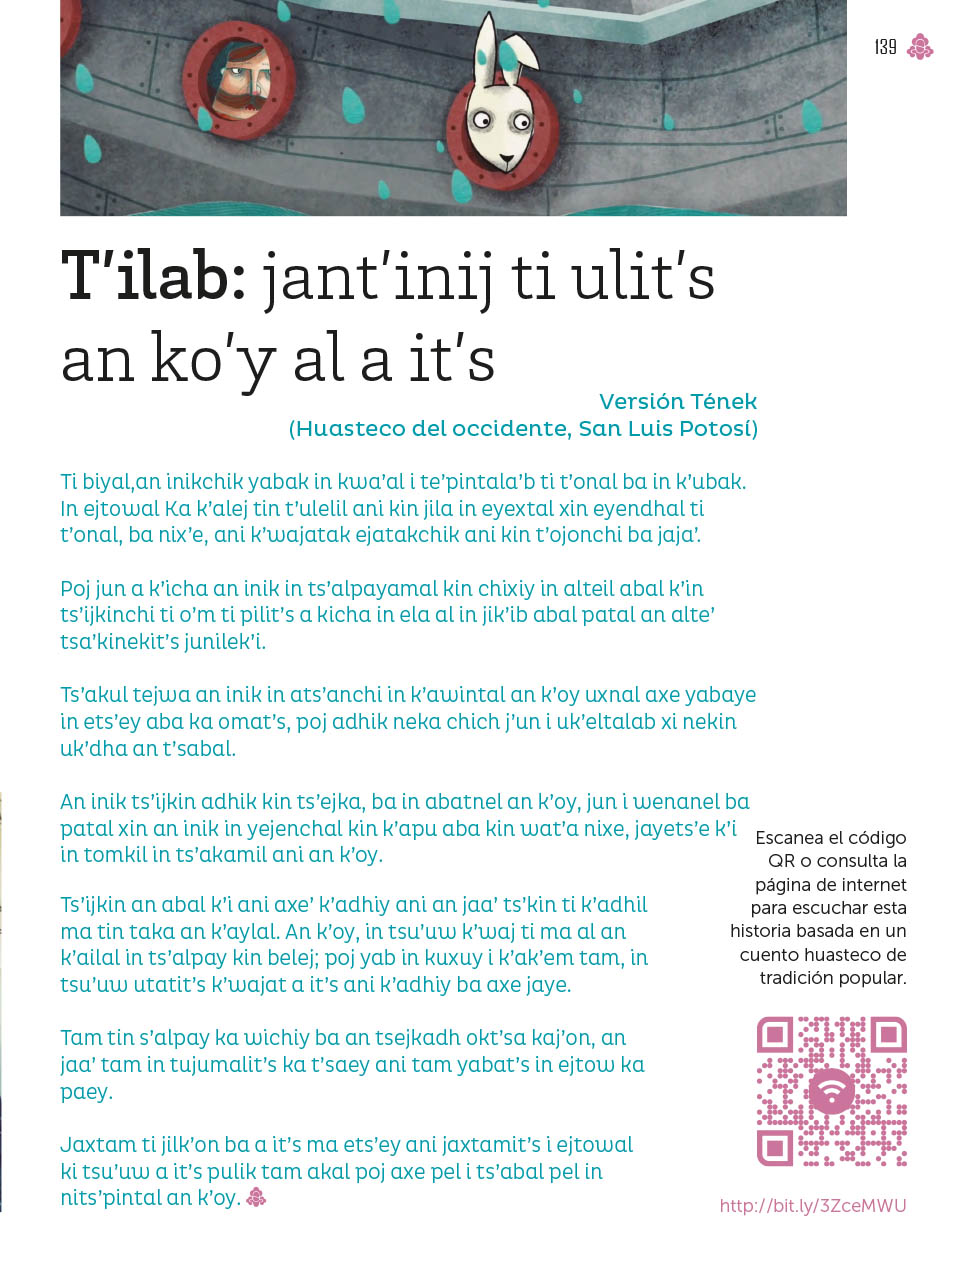 139
T'ilab: jant'inij ti ulit's
an ko'y al a it's
Versión Tének
(Huasteco del occidente, San Luis Potosí)
Ti biyal,an inikchik yabak in kwa’al i te’pintala’b ti t’onal ba in k’ubak.
In ejtowal Ka k’alej tin t’ulelil ani kin jila in eyextal xin eyendhal ti
t’onal, ba nix’e, ani k’wajatak ejatakchik ani kin t’ojonchi ba jaja’.
Poj jun a k’icha an inik in ts’alpayamal kin chixiy in alteil abal k’in
ts’ijkinchi ti o’m ti pilit’s a kicha in ela al in jik’ib abal patal an alte’
tsa’kinekit’s junilek’i.
Ts’akul tejwa an inik in ats’anchi in k’awintal an k’oy uxnal axe yabaye
in ets’ey aba ka omat’s, poj adhik neka chich j’un i uk’eltalab xi nekin
uk’dha an t’sabal.
An inik ts’ijkin adhik kin ts’ejka, ba in abatnel an k’oy, jun i wenanel ba
patal xin an inik in yejenchal kin k’apu aba kin wat’a nixe, jayets’e k’i
in tomkil in ts’akamil ani an k’oy.
Ts’ijkin an abal k’i ani axe’ k’adhiy ani an jaa’ ts’kin ti k’adhil
ma tin taka an k’aylal. An k’oy, in tsu’uw k’waj ti ma al an
k’ailal in ts’alpay kin belej; poj yab in kuxuy i k’ak’em tam, in
tsu’uw utatit’s k’wajat a it’s ani k’adhiy ba axe jaye.
Tam tin s’alpay ka wichiy ba an tsejkadh okt’sa kaj’on, an
jaa’ tam in tujumalit’s ka t’saey ani tam yabat’s in ejtow ka
paey.
Jaxtam ti jilk’on ba a it’s ma ets’ey ani jaxtamit’s i ejtowal
ki tsu’uw a it’s pulik tam akal poj axe pel i ts’abal pel in
nits’pintal an k’oy.
Escanea el código
QR o consulta la
página de internet
para escuchar esta
historia basada en un
cuento huasteco de
tradición popular.
http://bit.ly/3ZceMWU